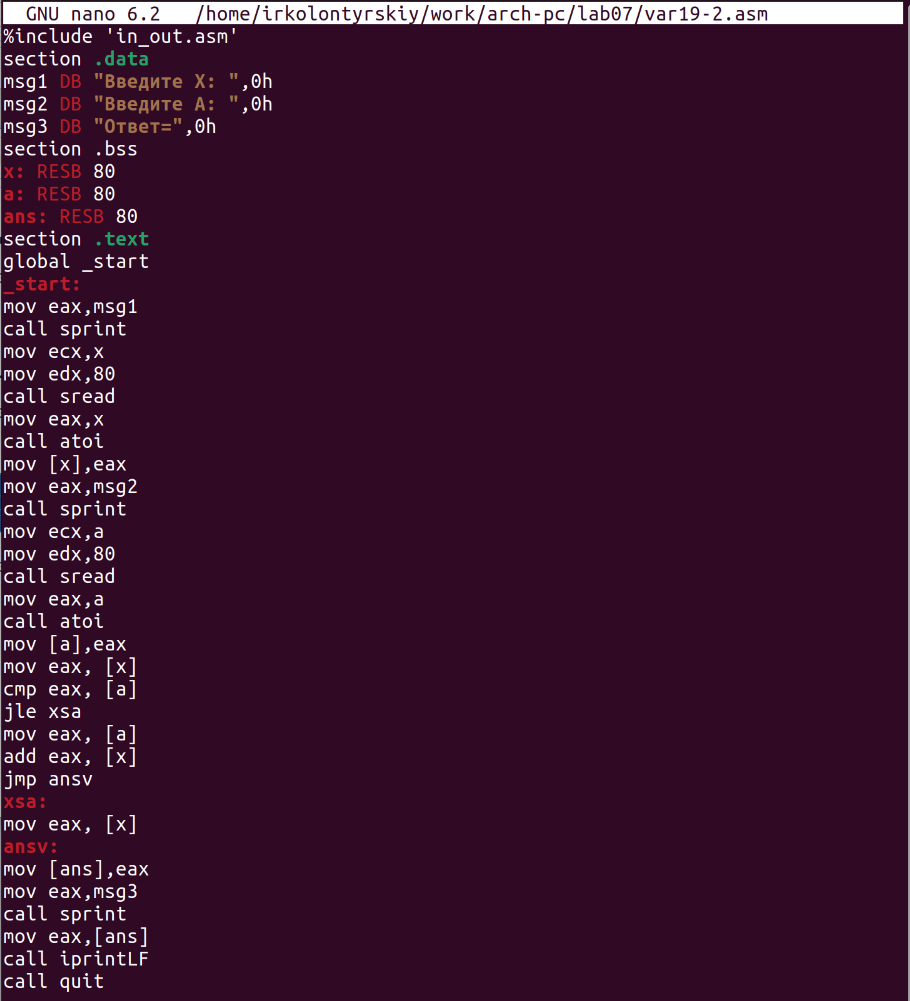 GNU nano 6.2   /home/irkolontyrskiy/work/arch-pc/lab07/var19-2.asm
%include 'in_out.asm'
section .data
msg1 DB "Введите X: ",0h
msg2 DB "Введите A: ",0h
msg3 DB "Ответ=",0h
section .bss
x: RESB 80
a: RESB 80
ans: RESB 80
section .text
global _start
_start:
mov eax,msg1
call sprint
mov ecx,x
mov edx,80
call sread
mov eax,x
call atoi
mov [x],eax
mov eax,msg2
call sprint
mov ecx,a
mov edx,80
call sread
mov eax,a
call atoi
mov [a],eax
mov eax, [x]
cmp eax, [a]
jle xsa
mov eax, [a]
add eax, [x]
jmp ansv
xsa:
mov eax, [x]
ansv:
mov [ans],eax
mov eax,msg3
call sprint
mov eax,[ans]
call iprintLF
call quit